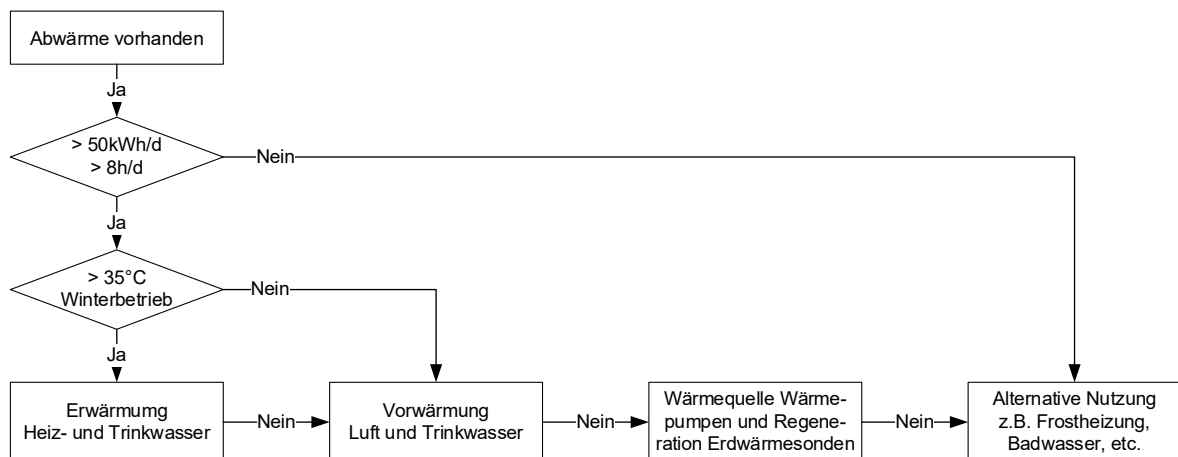 Abwärme vorhanden
Ja
> 50kWh/d
> 8h/d
Nein
Ja
> 35°C
Winterbetrieb
Nein
Ja
Erwärmumg
Heiz- und Trinkwasser
Nein
Vorwärmung
Luft und Trinkwasser
Nein
Wärmequelle Wärme-
pumpen und Regene-
ration Erdwärmesonden
Nein
Alternative Nutzung
z.B. Frostheizung,
Badwasser, etc.